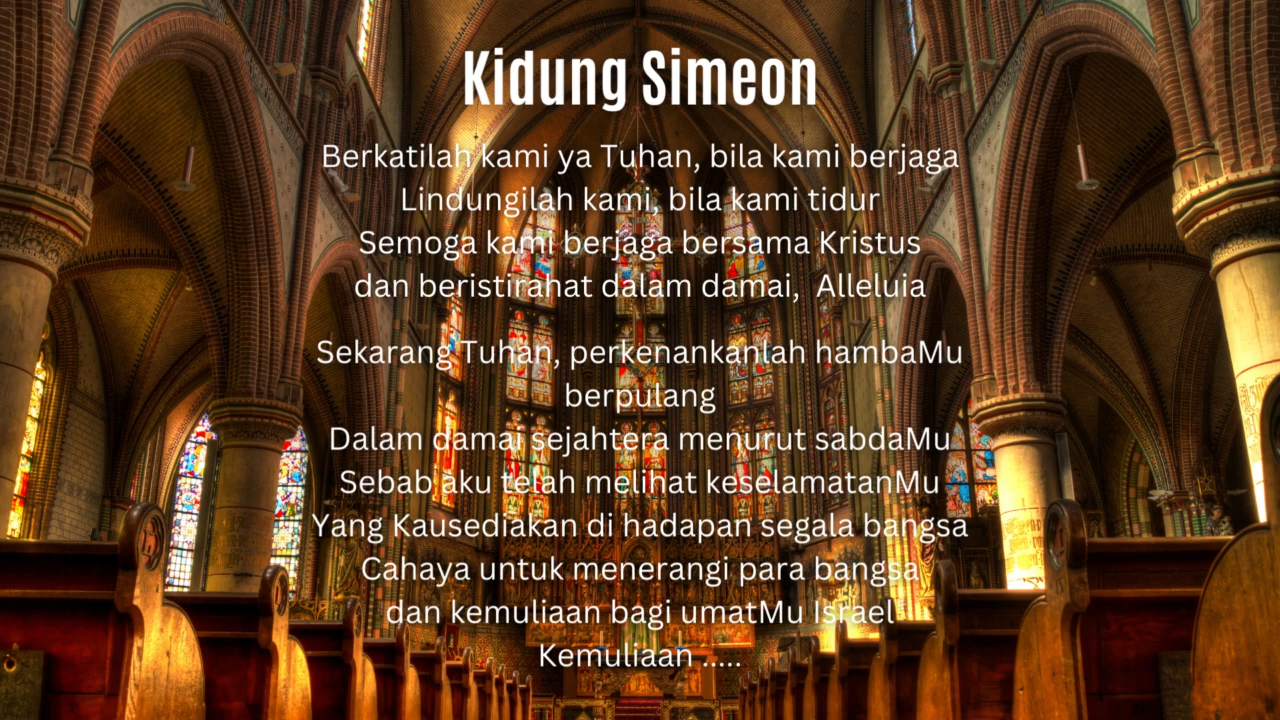 Kidung Simeon
Berkatilah kami ya Tuhan, bila kami berjaga
Lindungilah kami, bila kami tidur
Semoga kami berjaga bersama Kristus
dan beristirahat dalam damai, Alleluia
Sekarang Tuhan, perkenankanlah hambaMu
berpulang
Dalam damai sejahtera menurut sabdaMu
Sebab aku telah melihat keselamatanMu
Yang Kausediakan di hadapan segala bangsa
Cahaya untuk menerangi para bangsa
dan kemuliaan bagi umatMu Israel
Kemuliaan .....